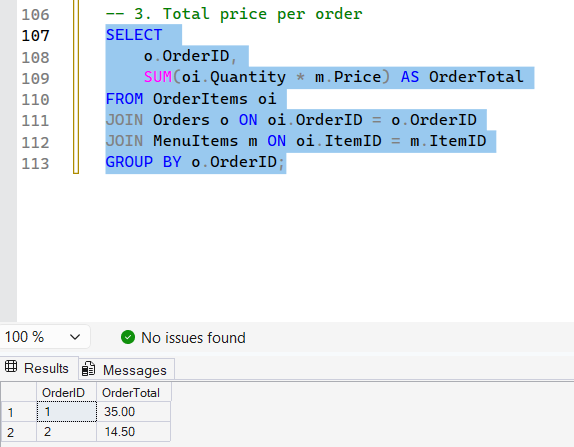 106 -- 3. Total price per order
107 SELECT
108 o.OrderID,
109 SUM(oi.Quantity * m.Price) AS OrderTotal
110 FROM OrderItems oi
111 JOIN Orders o ON oi.OrderID = o.OrderID
112 JOIN MenuItems m ON oi.ItemID = m.ItemID
113 GROUP BY o.OrderID;
100 % No issues found
Results Messages
OrderID OrderTotal
1 1 35.00
2 2 14.50